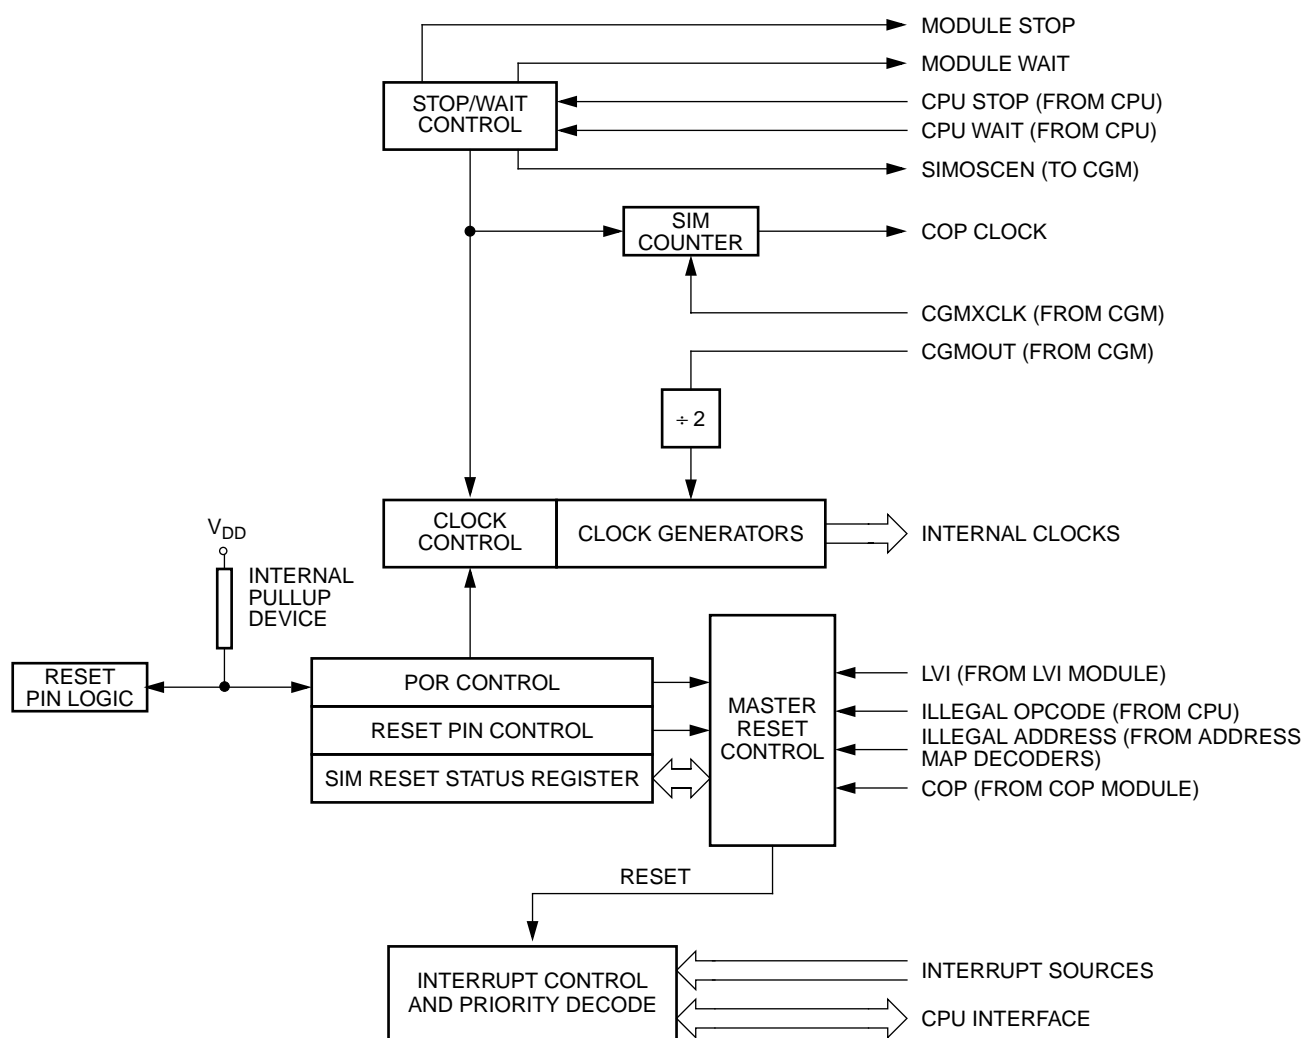 MODULE STOP
MODULE WAIT
STOP/WAIT
CONTROL
CPU STOP (FROM CPU)
CPU WAIT (FROM CPU)
SIMOSCEN (TO CGM)
SIM
COUNTER
COP CLOCK
CGMXCLK (FROM CGM)
CGMOUT (FROM CGM)
÷ 2
CLOCK
CONTROL
CLOCK GENERATORS
INTERNAL CLOCKS
VDD
INTERNAL
PULLUP
DEVICE
RESET
PIN LOGIC
POR CONTROL
RESET PIN CONTROL
SIM RESET STATUS REGISTER
MASTER
RESET
CONTROL
LVI (FROM LVI MODULE)
ILLEGAL OPCODE (FROM CPU)
ILLEGAL ADDRESS (FROM ADDRESS
MAP DECODERS)
COP (FROM COP MODULE)
RESET
INTERRUPT CONTROL
AND PRIORITY DECODE
INTERRUPT SOURCES
CPU INTERFACE